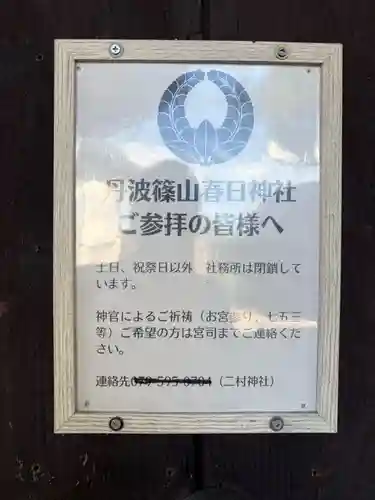 丹波篠山春日神社
ご参拝の皆様へ
土日、祝祭日以外　社務所は閉鎖して
います。
神官によるご祈祷（お宮参り、七五三
等）ご希望の方は宮司までご連絡くだ
さい。
連絡先079-595-0704（二村神社）